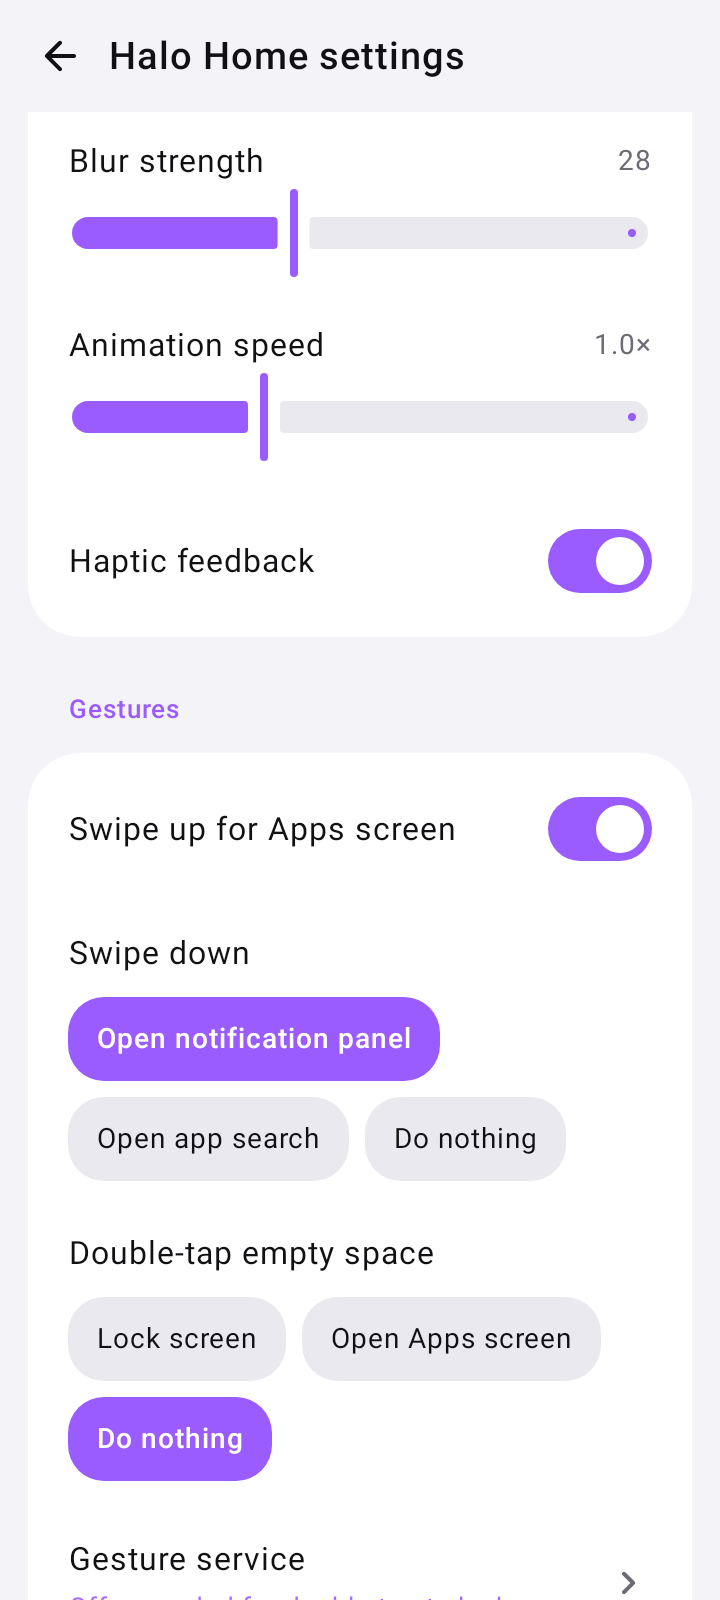 Halo Home settings
Blur strength 28
Animation speed 1.0×
Haptic feedback
Gestures
Swipe up for Apps screen
Swipe down
Open notification panel
Open app search Do nothing
Double-tap empty space
Lock screen Open Apps screen
Do nothing
Gesture service